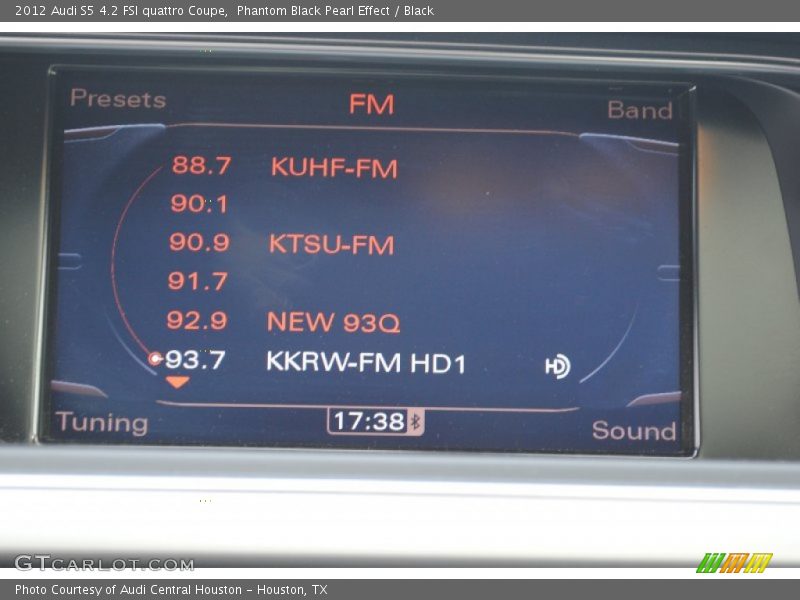 2012 Audi S5 4.2 FSI quattro Coupe,  Phantom Black Pearl Effect / Black
Presets
FM
Band
88.7 KUHF-FM
90.1
90.9 KTSU-FM
91.7
92.9 NEW 93Q
93.7 KKRW-FM HD1 HD
Tuning
17:38
Sound
GTCARLOT.COM
Photo Courtesy of Audi Central Houston - Houston, TX